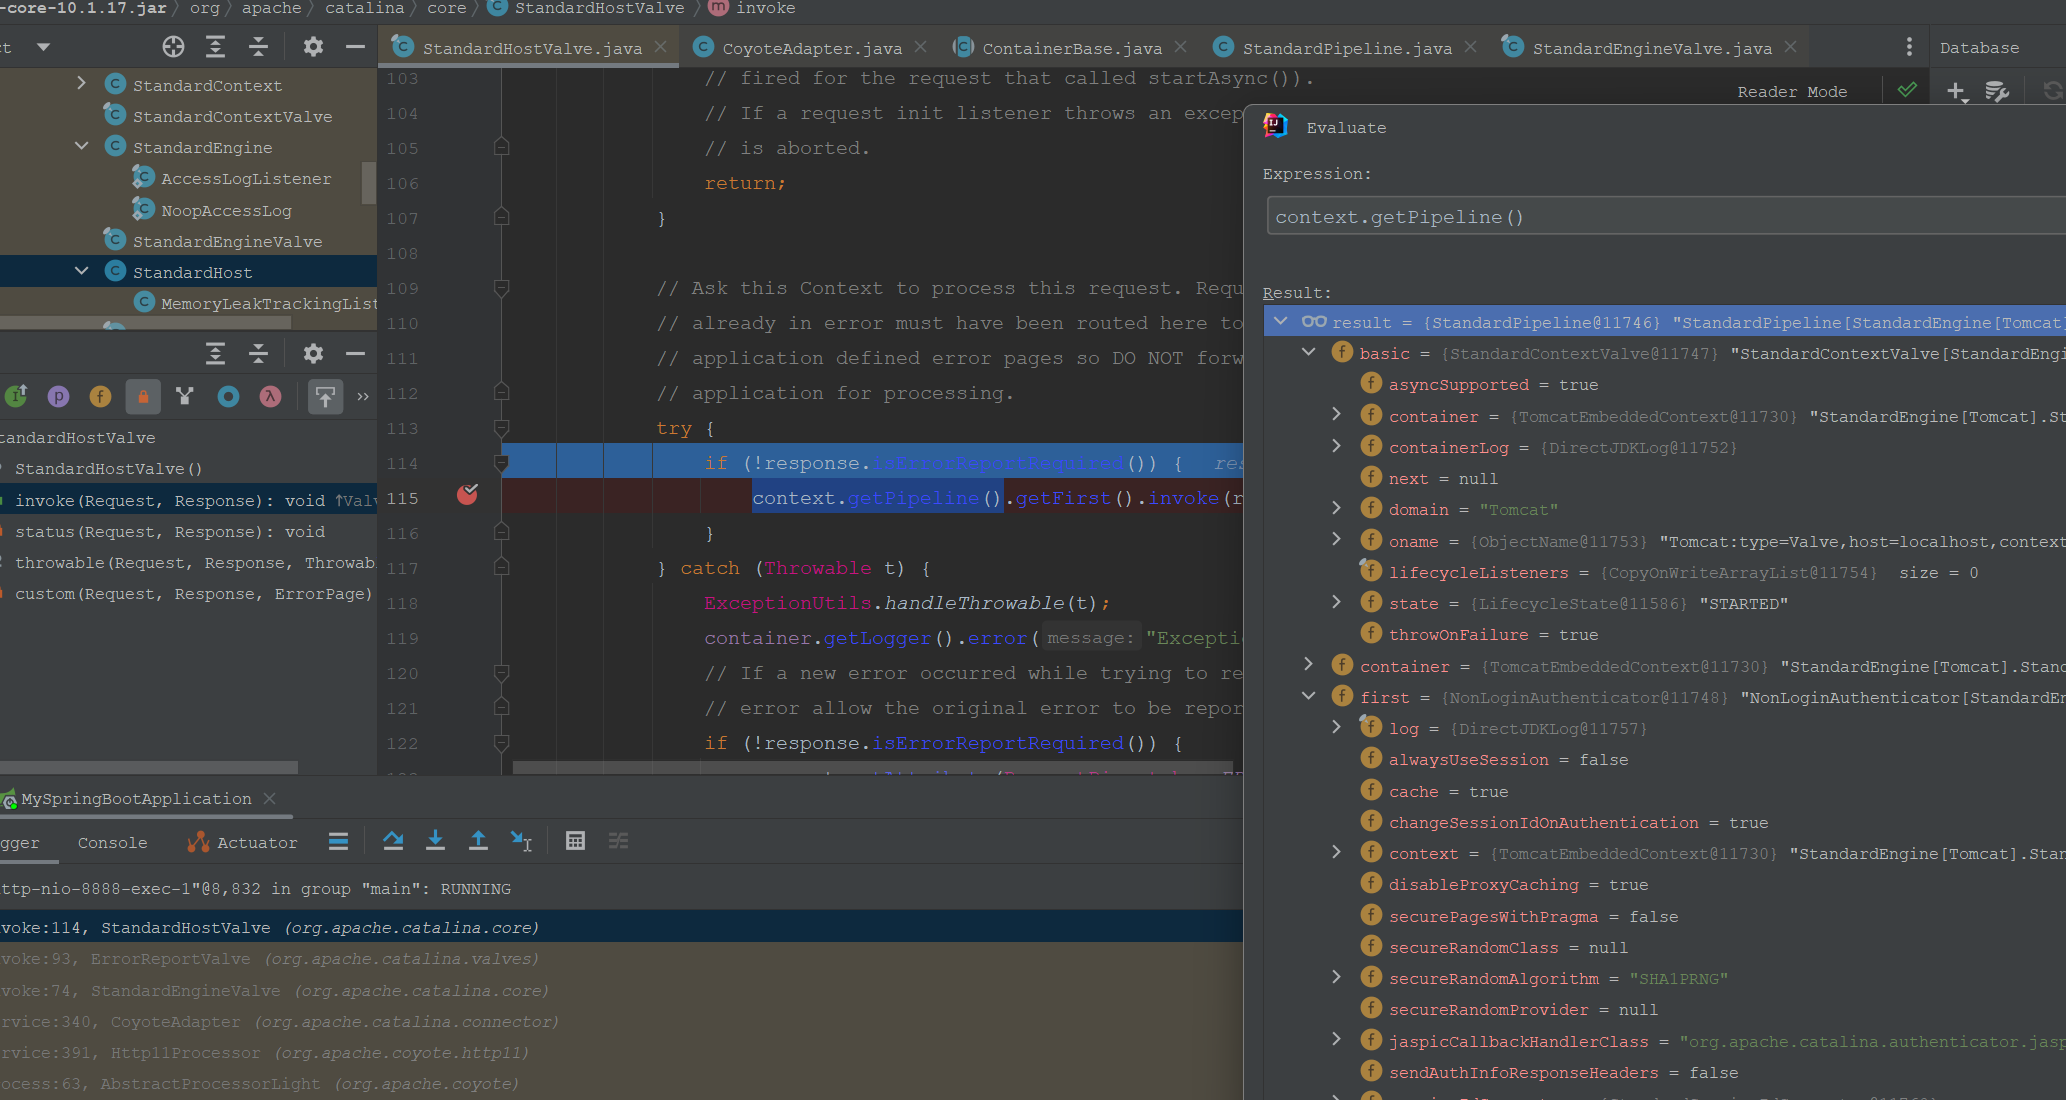 -core-10.1.17.jar
org
apache
catalina
core
StandardHostValve
invoke
ct
StandardHostValve.java
CoyoteAdapter.java
ContainerBase.java
StandardPipeline.java
StandardEngineValve.java
Database
StandardContext
StandardContextValve
StandardEngine
AccessLogListener
NoopAccessLog
StandardEngineValve
StandardHost
MemoryLeakTrackingList
tandardHostValve
StandardHostValve()
invoke(Request, Response): void ↑Valv
status(Request, Response): void
throwable(Request, Response, Throwab
custom(Request, Response, ErrorPage)
Reader Mode
103 // fired for the request that called startAsync()).
104 // If a request init listener throws an excep
105 // is aborted.
106 return;
107 }
108
109 // Ask this Context to process this request. Requ
110 // already in error must have been routed here to
111 // application defined error pages so DO NOT forw
112 // application for processing.
113 try {
114 if (!response.isErrorReportRequired()) { res
115 context.getPipeline().getFirst().invoke(r
116 }
117 } catch (Throwable t) {
118 ExceptionUtils.handleThrowable(t);
119 container.getLogger().error( message: "Excepti
120 // If a new error occurred while trying to re
121 // error allow the original error to be repor
122 if (!response.isErrorReportRequired()) {
Evaluate
Expression:
context.getPipeline()
Result:
result = {StandardPipeline@11746} "StandardPipeline[StandardEngine[Tomcat]
basic = {StandardContextValve@11747} "StandardContextValve[StandardEngi
asyncSupported = true
container = {TomcatEmbeddedContext@11730} "StandardEngine[Tomcat].St
containerLog = {DirectJDKLog@11752}
next = null
domain = "Tomcat"
oname = {ObjectName@11753} "Tomcat:type=Valve,host=localhost,context
lifecycleListeners = {CopyOnWriteArrayList@11754} size = 0
state = {LifecycleState@11586} "STARTED"
throwOnFailure = true
container = {TomcatEmbeddedContext@11730} "StandardEngine[Tomcat].Stand
first = {NonLoginAuthenticator@11748} "NonLoginAuthenticator[StandardEn
log = {DirectJDKLog@11757}
alwaysUseSession = false
cache = true
changeSessionIdOnAuthentication = true
context = {TomcatEmbeddedContext@11730} "StandardEngine[Tomcat].Stan
disableProxyCaching = true
securePagesWithPragma = false
secureRandomClass = null
secureRandomAlgorithm = "SHA1PRNG"
secureRandomProvider = null
jaspicCallbackHandlerClass = "org.apache.catalina.authenticator.jasp
sendAuthInfoResponseHeaders = false
MySpringBootApplication
gger
Console
Actuator
ttp-nio-8888-exec-1"@8,832 in group "main": RUNNING
voke:114, StandardHostValve (org.apache.catalina.core)
voke:93, ErrorReportValve (org.apache.catalina.valves)
voke:74, StandardEngineValve (org.apache.catalina.core)
rvice:340, CoyoteAdapter (org.apache.catalina.connector)
rvice:391, Http11Processor (org.apache.coyote.http11)
ocess:63, AbstractProcessorLight (org.apache.coyote)